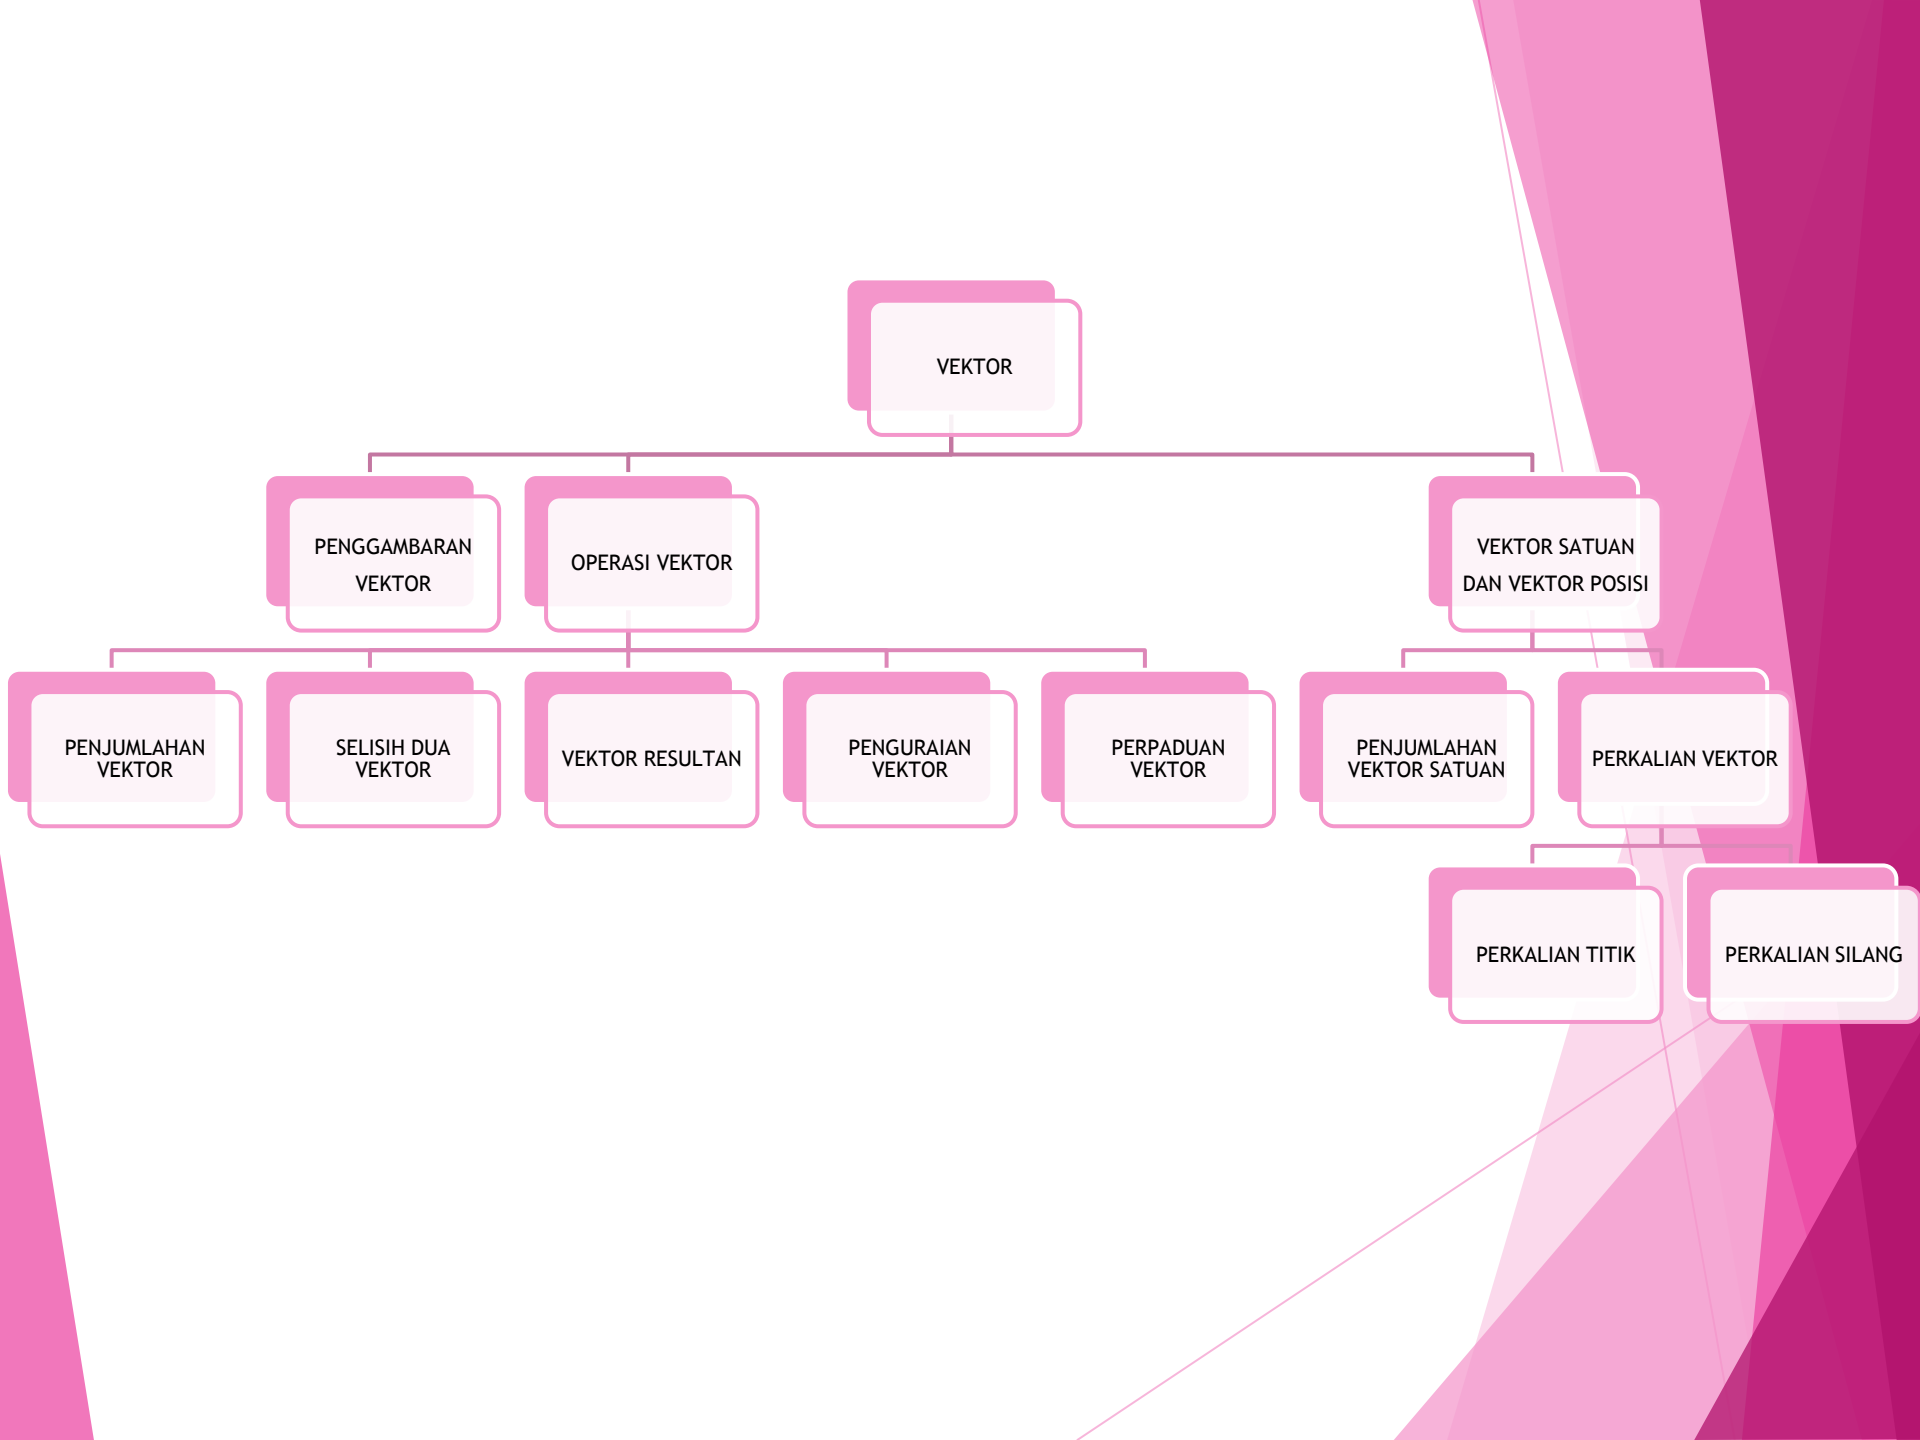 VEKTOR
PENGGAMBARAN
VEKTOR
OPERASI VEKTOR
VEKTOR SATUAN
DAN VEKTOR POSISI
PENJUMLAHAN
VEKTOR
SELISIH DUA
VEKTOR
VEKTOR RESULTAN
PENGURAIAN
VEKTOR
PERPADUAN
VEKTOR
PENJUMLAHAN
VEKTOR SATUAN
PERKALIAN VEKTOR
PERKALIAN TITIK
PERKALIAN SILANG